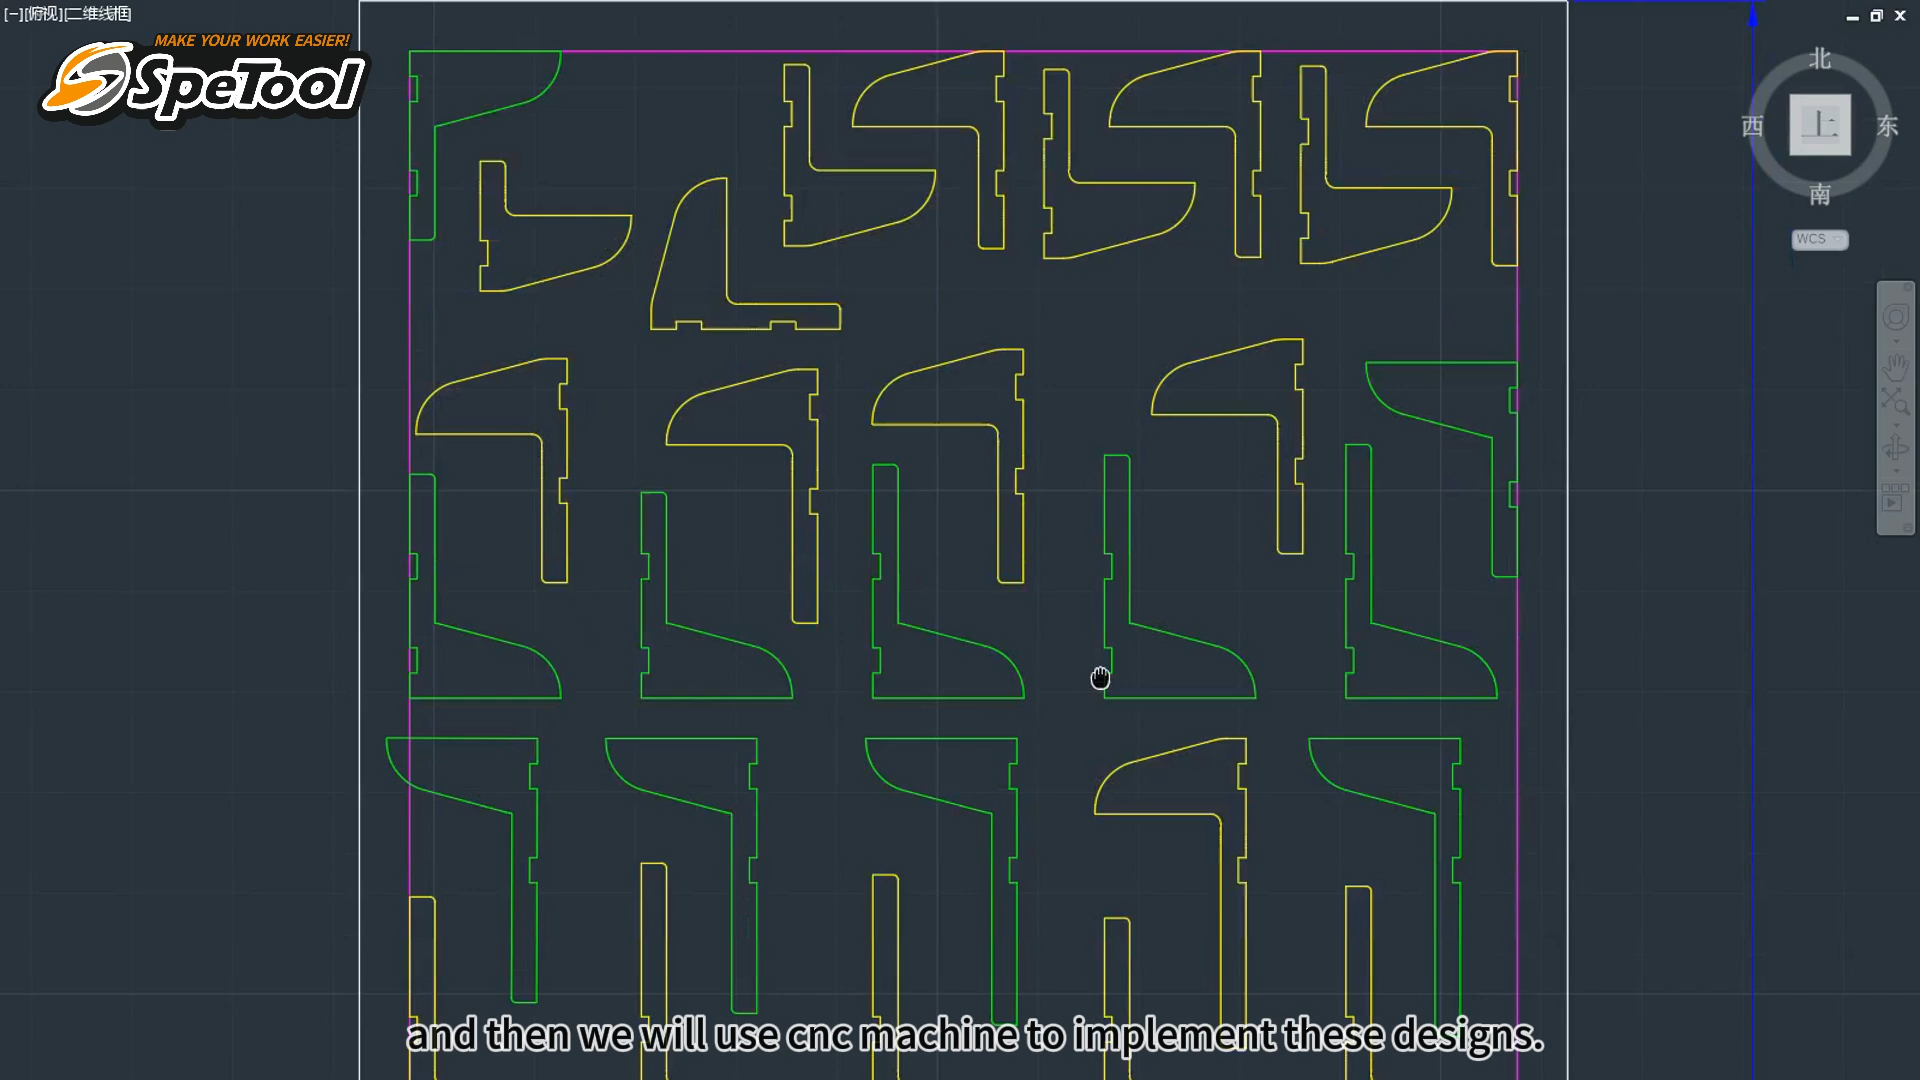 [−][俯视][二维线框]
MAKE YOUR WORK EASIER!
SpeTool
北
西
上
东
南
WCS
and then we will use cnc machine to implement these designs.